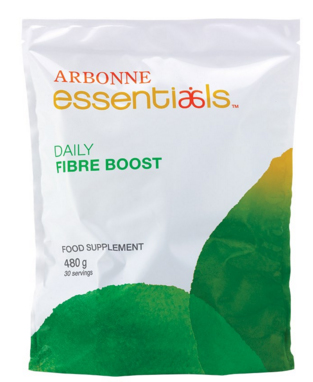 ARBONNE
essentials™
DAILY
FIBRE BOOST
FOOD SUPPLEMENT
480 g
30 servings